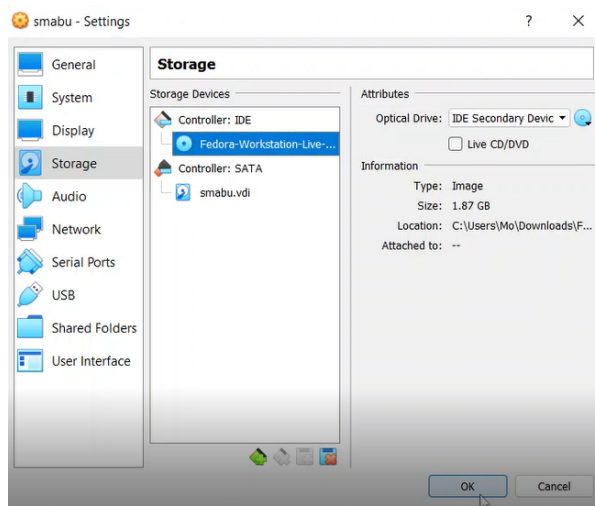 smabu - Settings
?
General
System
Display
Storage
Audio
Network
Serial Ports
USB
Shared Folders
User Interface
Storage
Storage Devices
Controller: IDE
Fedora-Workstation-Live-...
Controller: SATA
smabu.vdi
Attributes
Optical Drive: IDE Secondary Devic
Live CD/DVD
Information
Type: Image
Size: 1.87 GB
Location: C:\Users\Mo\Downloads\F...
Attached to: --
OK
Cancel